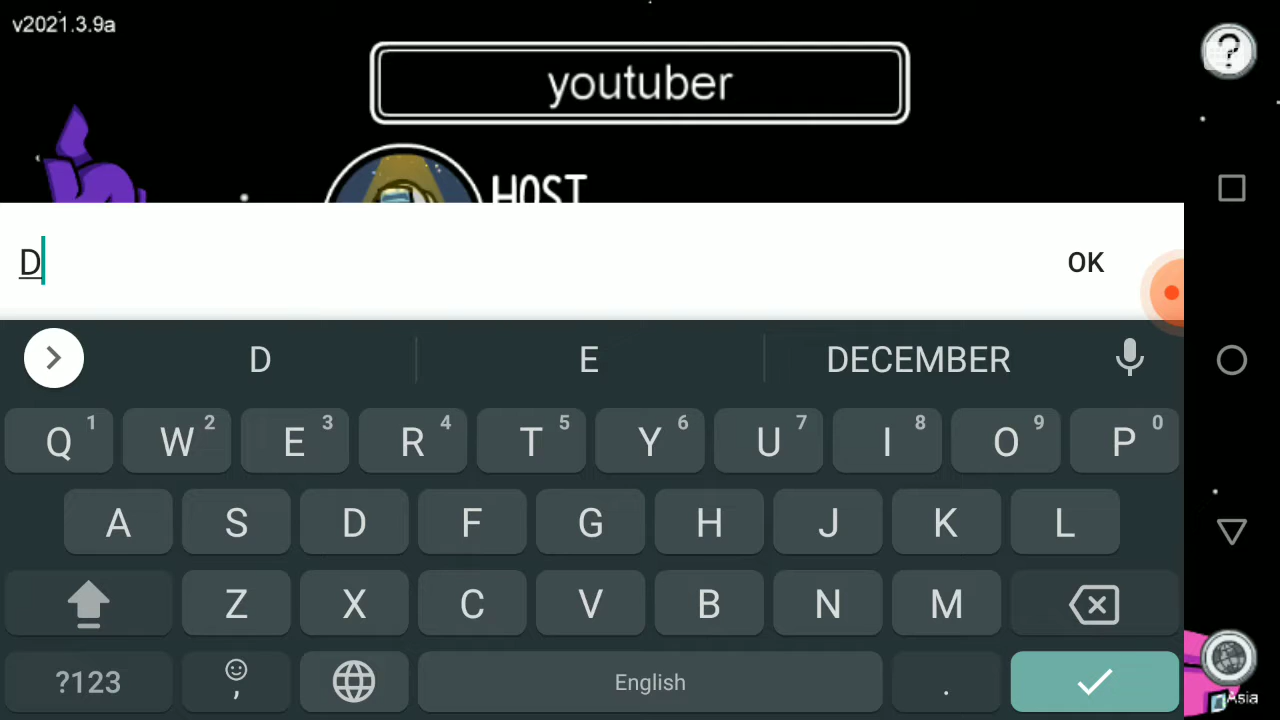 v2021.3.9a
?
youtuber
HOST
D
OK
D E DECEMBER
Q 1 W 2 E 3 R 4 T 5 Y 6 U 7 I 8 O 9 P 0
A S D F G H J K L
Z X C V B N M
?123 , English .
Asia